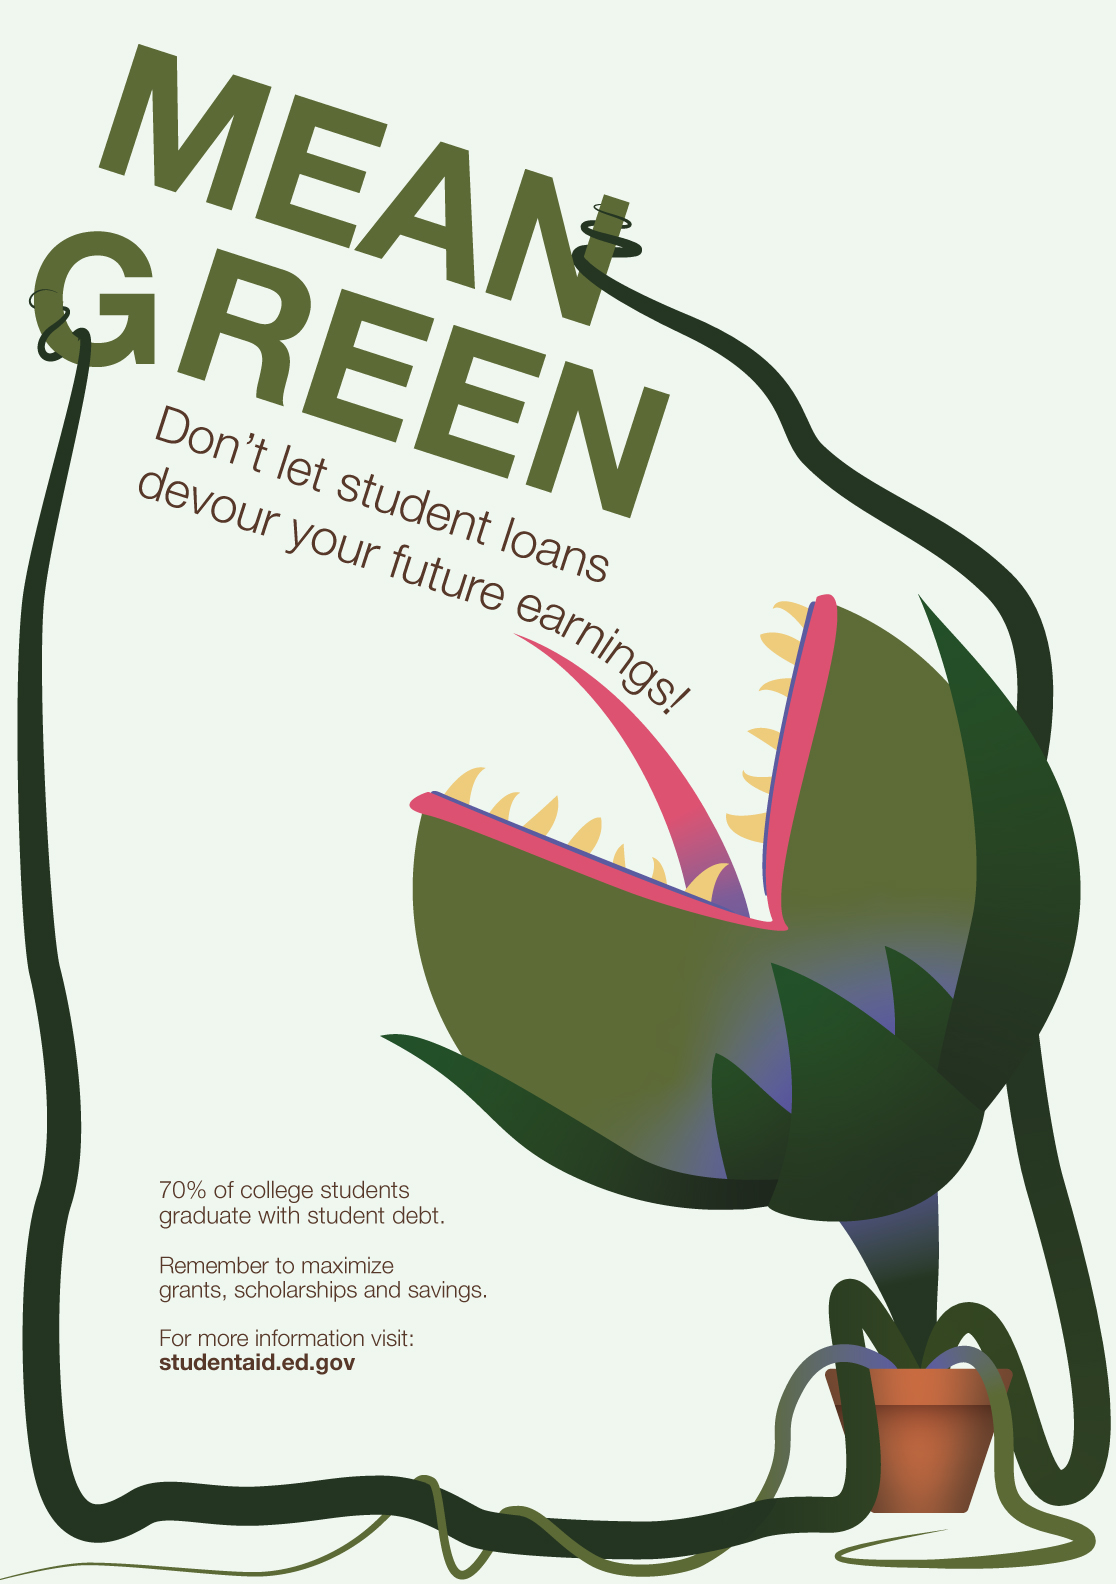 MEAN
GREEN
Don't let student loans
devour your future earnings!
70% of college students
graduate with student debt.
Remember to maximize
grants, scholarships and savings.
For more information visit:
studentaid.ed.gov